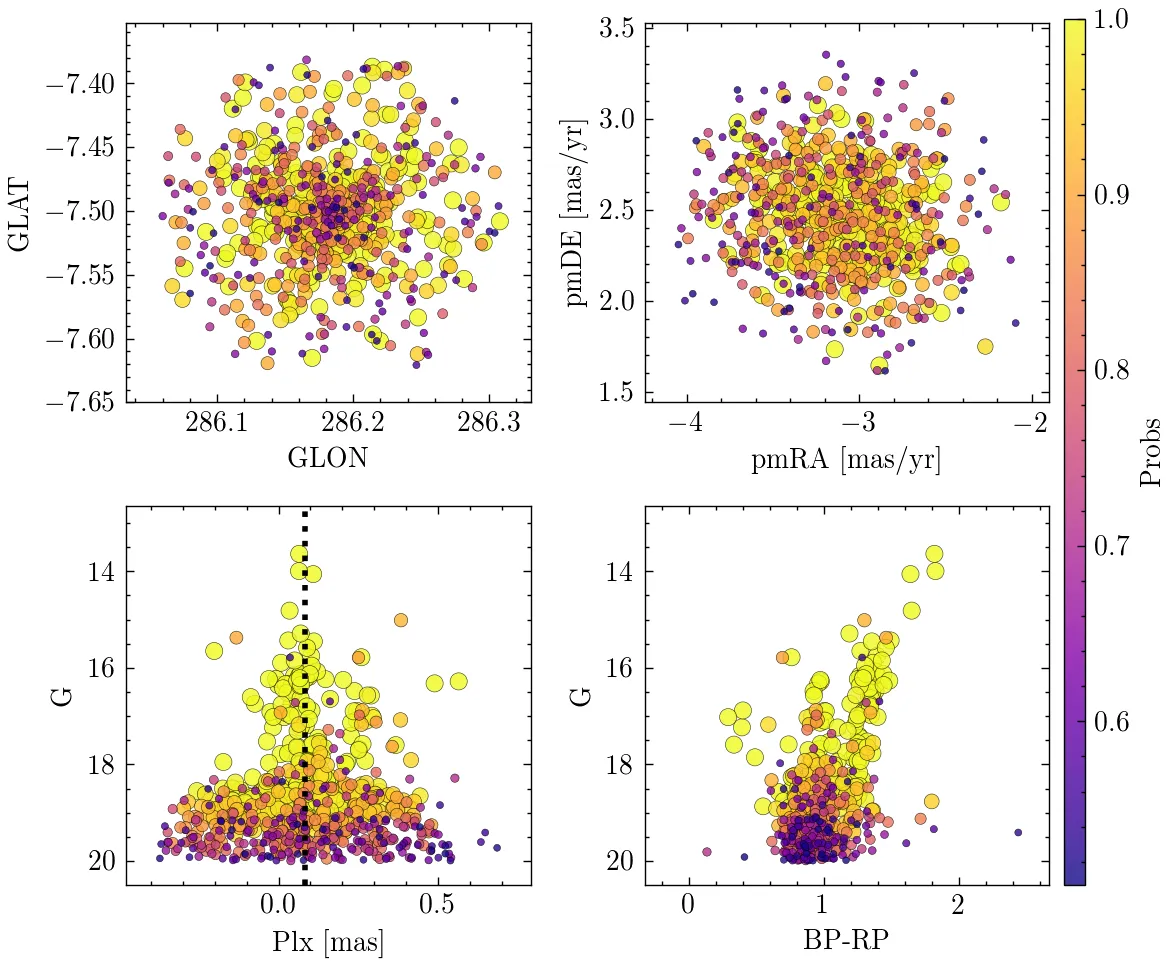 −7.40
−7.45
−7.50
−7.55
−7.60
−7.65
GLAT
286.1 286.2 286.3
GLON
3.5
3.0
2.5
2.0
1.5
pmDE [mas/yr]
−4 −3 −2
pmRA [mas/yr]
1.0
0.9
0.8
0.7
0.6
Probs
14
16
18
20
G
0.0 0.5
Plx [mas]
14
16
18
20
G
0 1 2
BP-RP